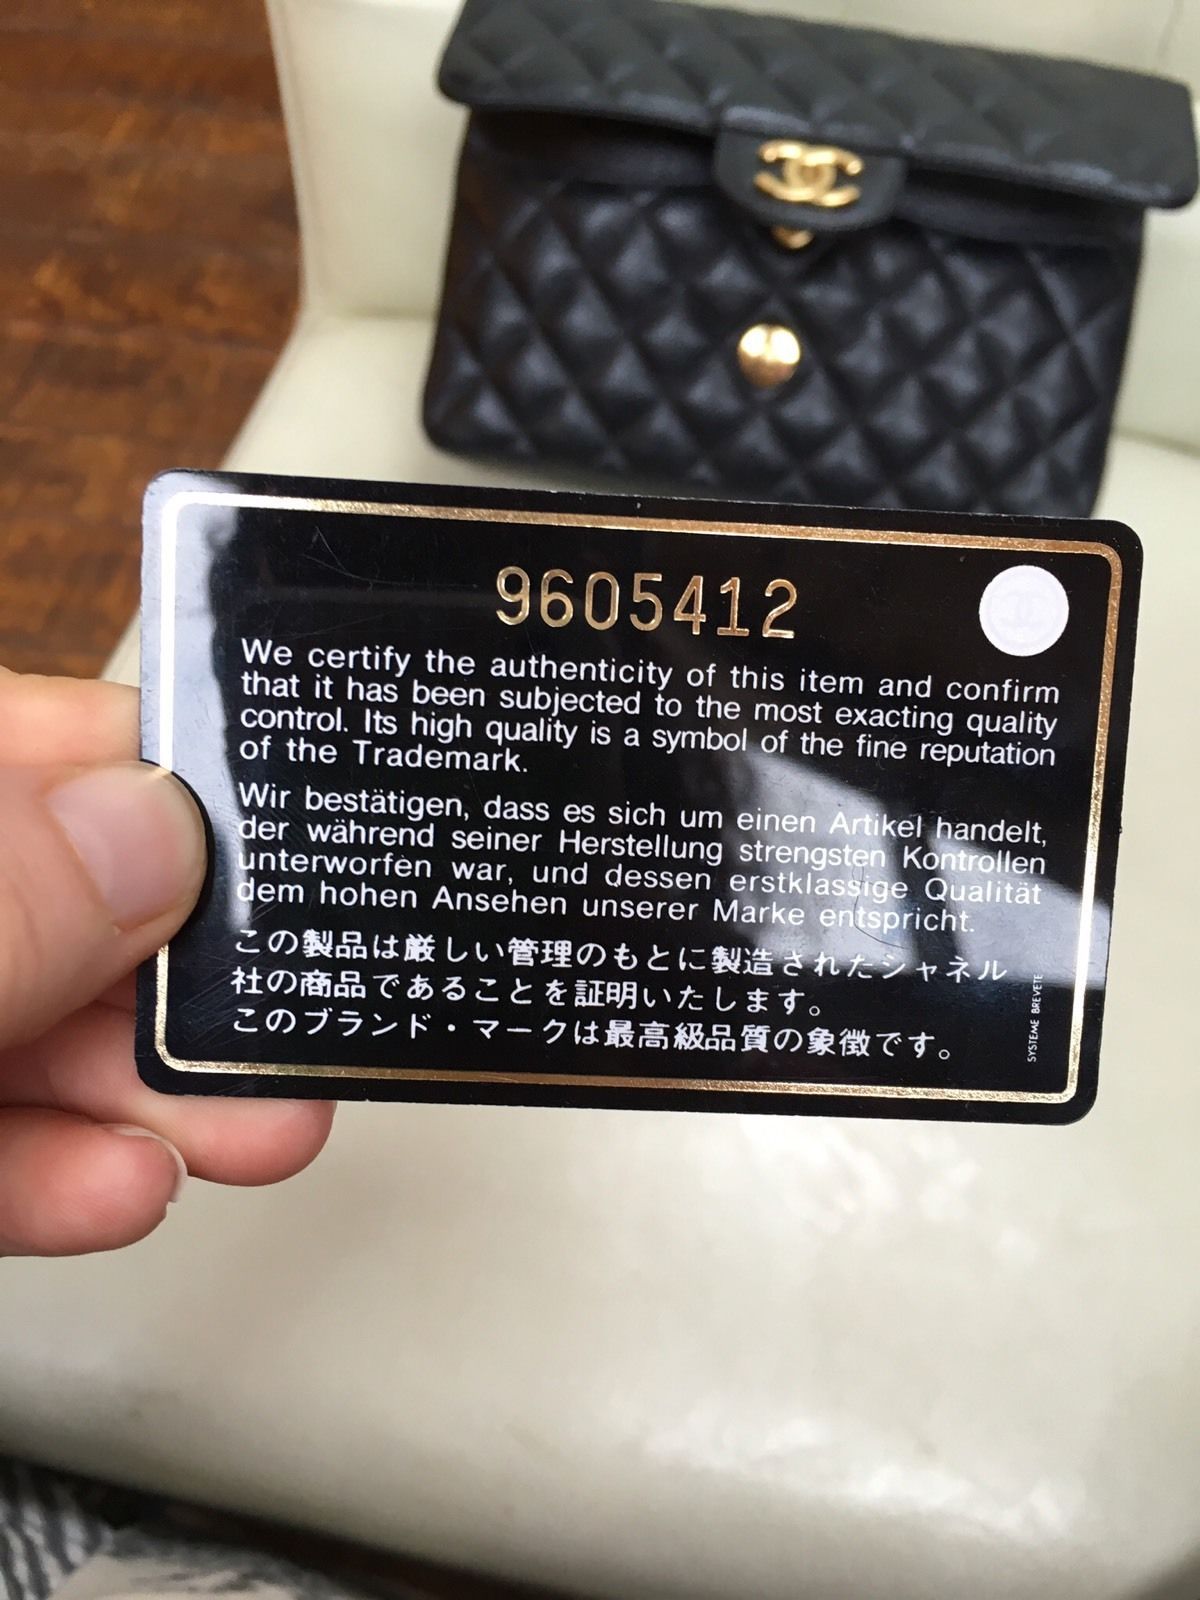 9605412
We certify the authenticity of this item and confirm
that it has been subjected to the most exacting quality
control. Its high quality is a symbol of the fine reputation
of the Trademark.
Wir bestätigen, dass es sich um einen Artikel handelt,
der während seiner Herstellung strengsten Kontrollen
unterworfen war, und dessen erstklassige Qualität
dem hohen Ansehen unserer Marke entspricht.
この製品は厳しい管理のもとに製造されたシャネル
社の商品であることを証明いたします。
このブランド・マークは最高級品質の象徴です。
SYSTEME BREVETE